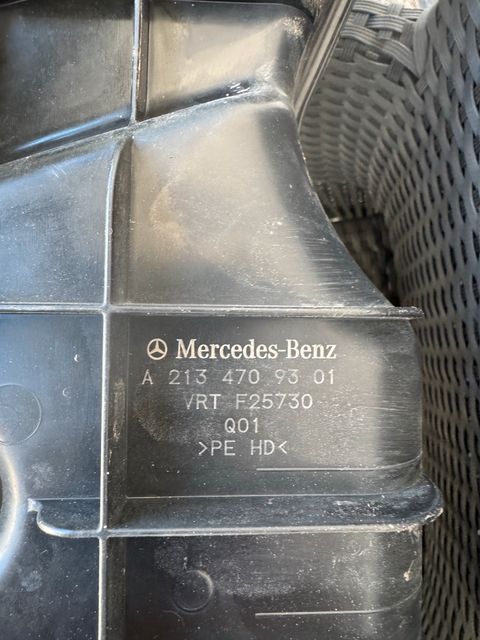 Mercedes-Benz
A 213 470 93 01
VRT F25730
Q01
>PE HD<